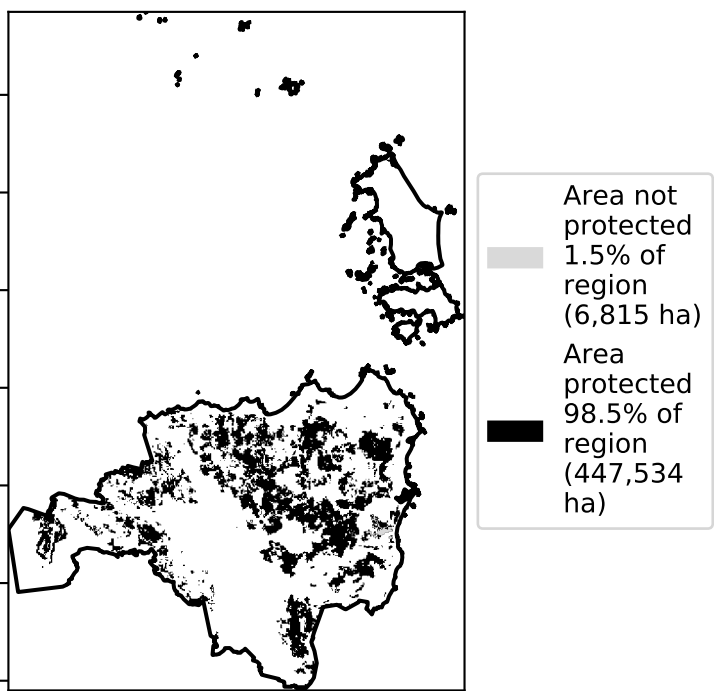 Area not
protected
1.5% of
region
(6,815 ha)
Area
protected
98.5% of
region
(447,534
ha)